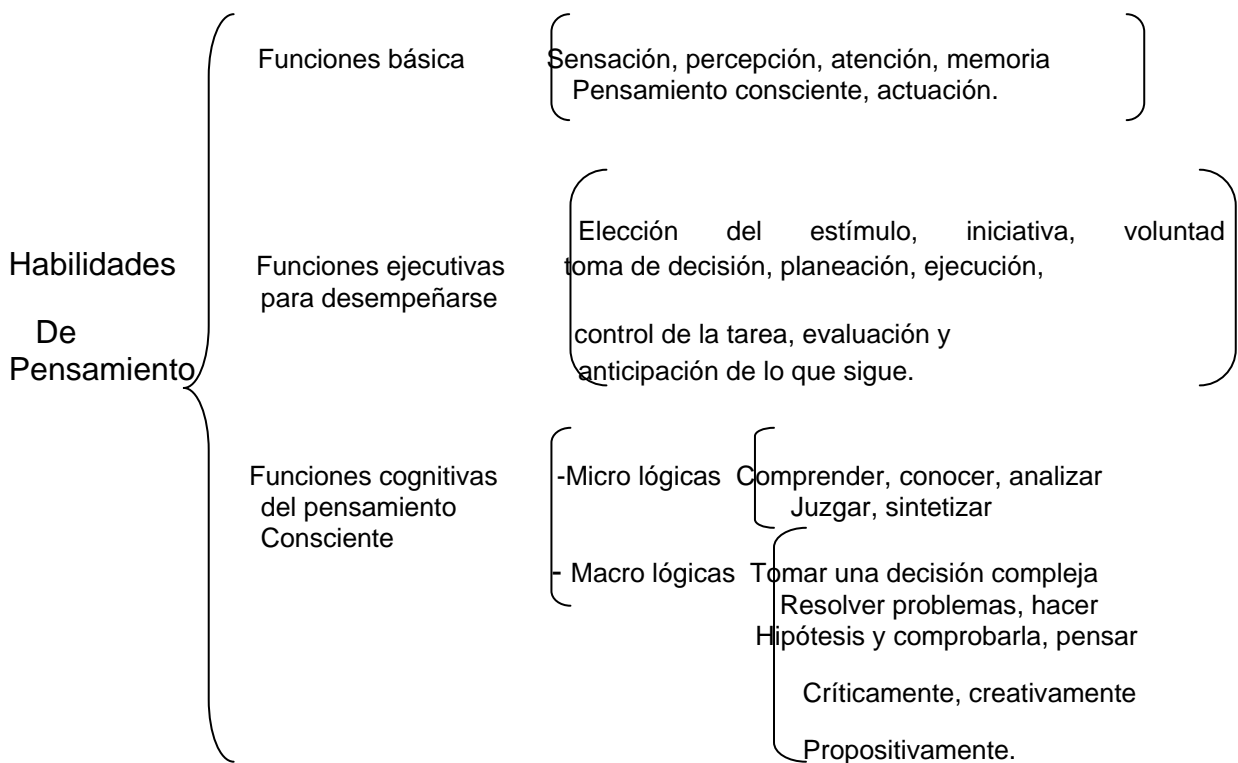 Funciones básica
Sensación, percepción, atención, memoria
Pensamiento consciente, actuación.
Habilidades
De
Pensamiento
Funciones ejecutivas
para desempeñarse
Elección del estímulo, iniciativa, voluntad
toma de decisión, planeación, ejecución,
control de la tarea, evaluación y
anticipación de lo que sigue.
Funciones cognitivas
del pensamiento
Consciente
-Micro lógicas
Comprender, conocer, analizar
Juzgar, sintetizar
- Macro lógicas
Tomar una decisión compleja
Resolver problemas, hacer
Hipótesis y comprobarla, pensar
Críticamente, creativamente
Propositivamente.